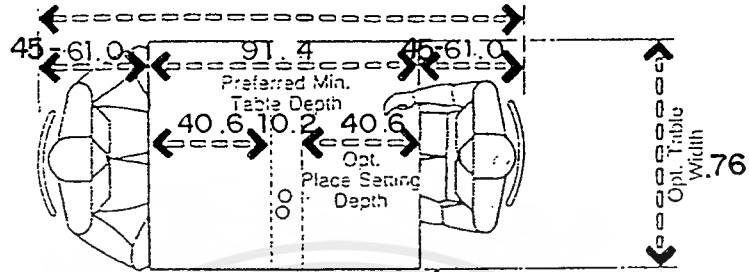 45-61.0 91.4 45-61.0
Preferred Min.
Table Depth
40.6 10.2 40.6
Opt.
Place Setting
Depth
Opt. Table
Width
.76